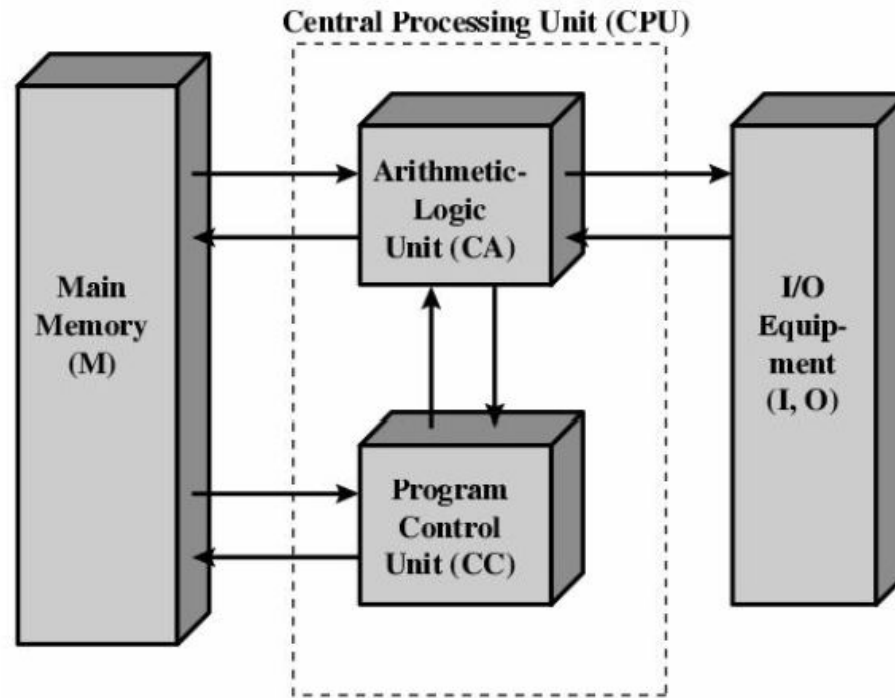 Central Processing Unit (CPU)
Main
Memory
(M)
Arithmetic-
Logic
Unit (CA)
Program
Control
Unit (CC)
I/O
Equip-
ment
(I, O)